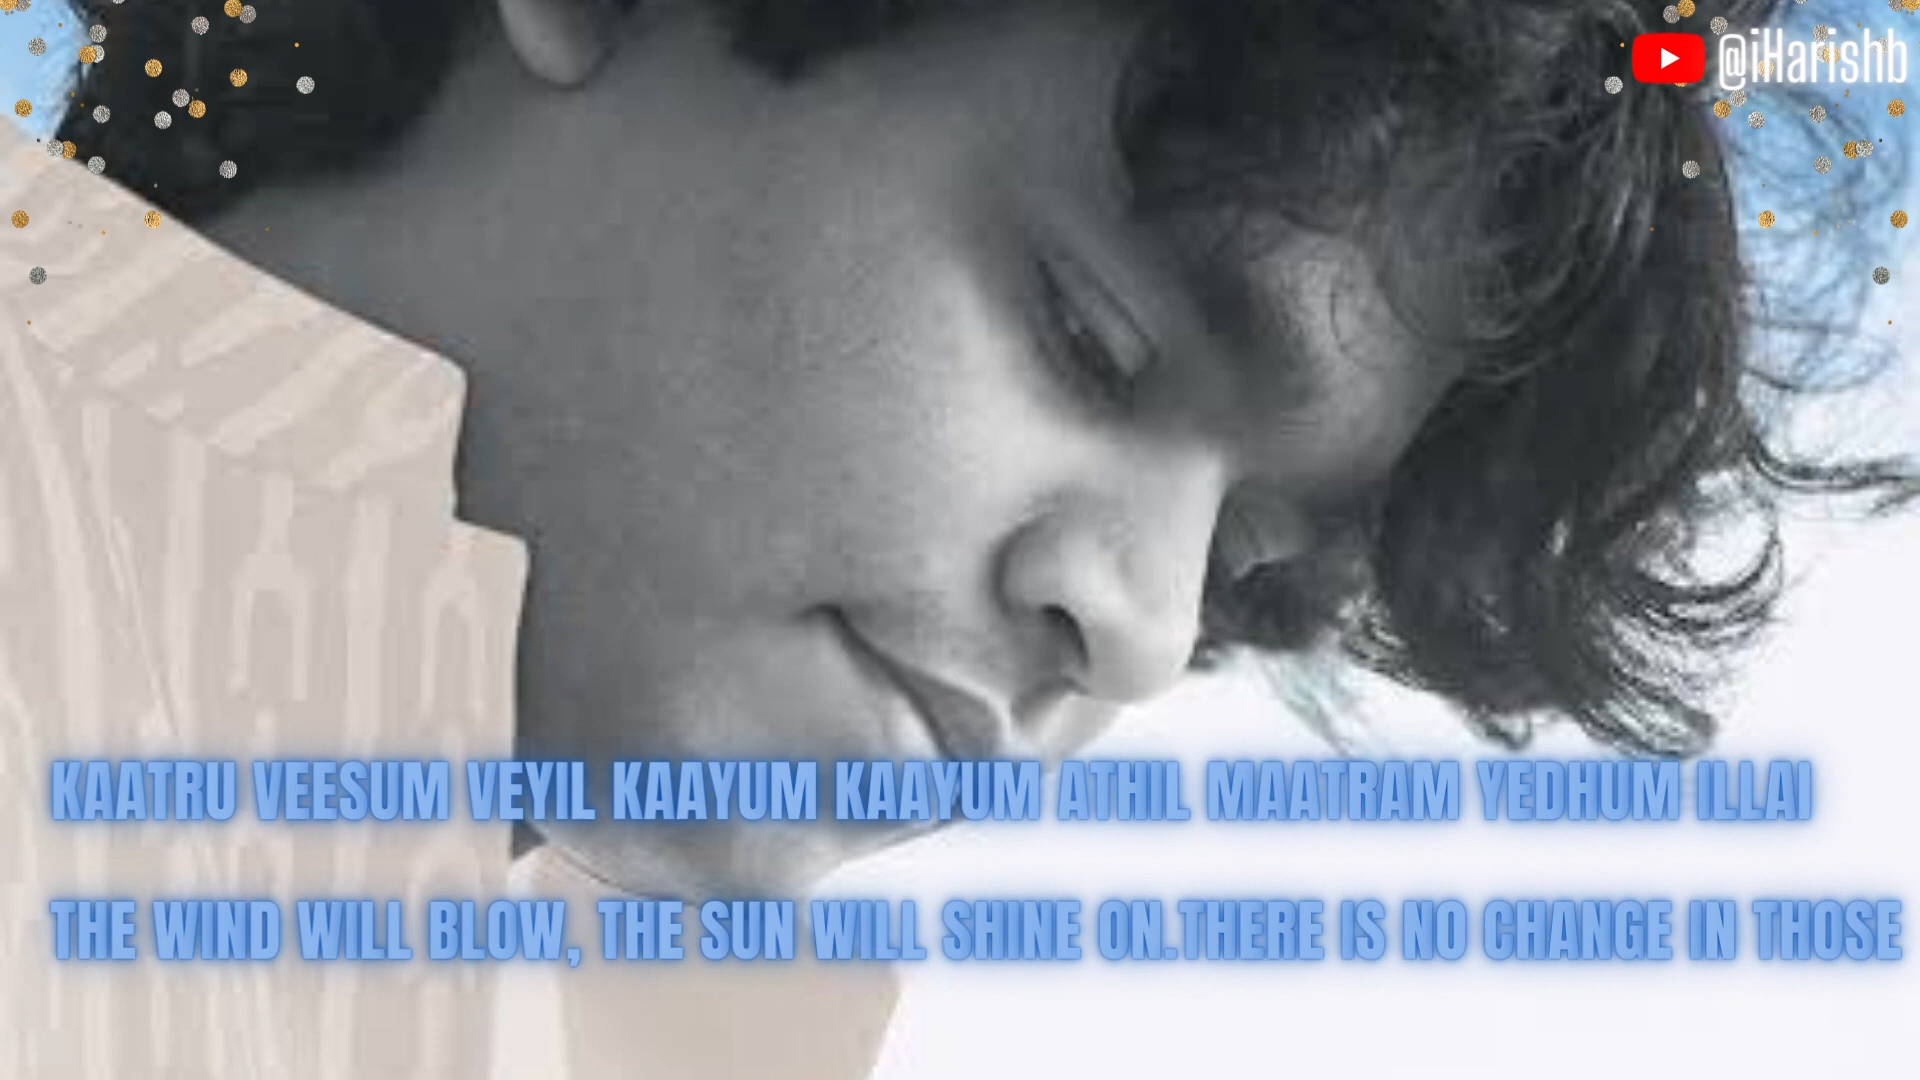 @iHarishb
KAATRU VEESUM VEYIL KAAYUM KAAYUM ATHIL MAATRAM YEDHUM ILLAI
THE WIND WILL BLOW, THE SUN WILL SHINE ON.THERE IS NO CHANGE IN THOSE